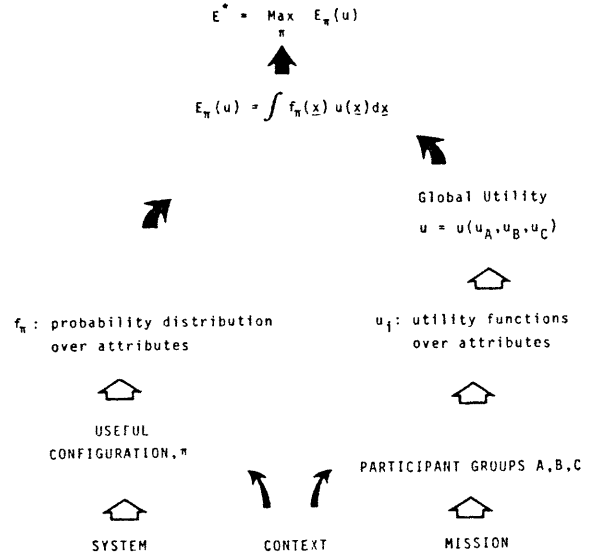 E* = Max E_π(u)
π
E_π(u) = ∫ f_π(x) u(x)dx
Global Utility
u = u(u_A,u_B,u_C)
f_π: probability distribution
over attributes
u_i: utility functions
over attributes
USEFUL
CONFIGURATION,π
PARTICIPANT GROUPS A,B,C
SYSTEM
CONTEXT
MISSION